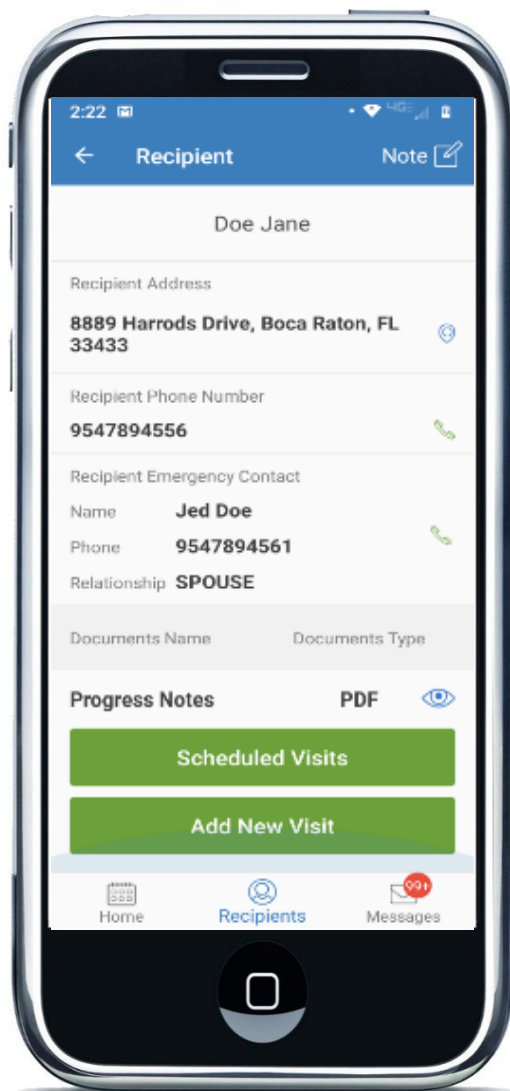 2:22
4G
Recipient
Note
Doe Jane
Recipient Address
8889 Harrods Drive, Boca Raton, FL
33433
Recipient Phone Number
9547894556
Recipient Emergency Contact
Name Jed Doe
Phone 9547894561
Relationship SPOUSE
Documents Name Documents Type
Progress Notes PDF
Scheduled Visits
Add New Visit
99+
Home Recipients Messages